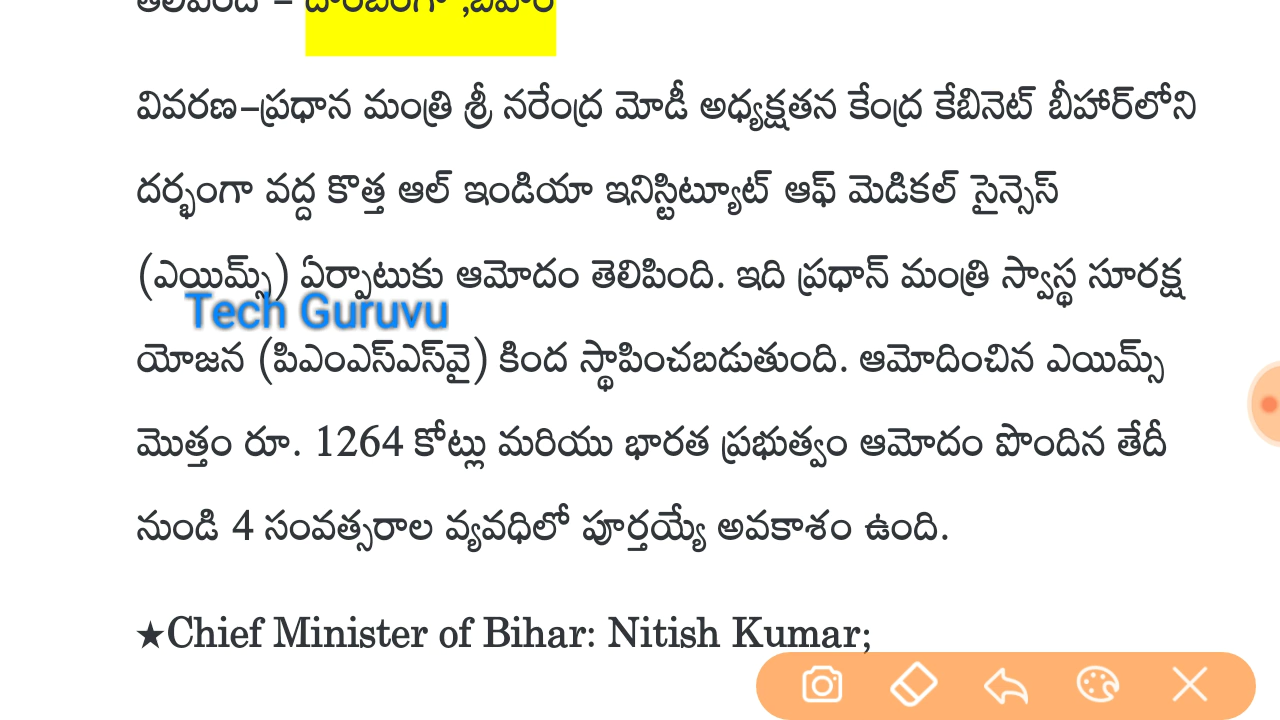 తెలిపింది – దార్బంగా ,బీహార్
వివరణ–ప్రధాన మంత్రి శ్రీ నరేంద్ర మోడీ అధ్యక్షతన కేంద్ర కేబినెట్ బీహార్‌లోని
దర్భంగా వద్ద కొత్త ఆల్ ఇండియా ఇనిస్టిట్యూట్ ఆఫ్ మెడికల్ సైన్సెస్
(ఎయిమ్స్) ఏర్పాటుకు ఆమోదం తెలిపింది. ఇది ప్రధాన్ మంత్రి స్వాస్థ సూరక్ష
Tech Guruvu
యోజన (పిఎంఎస్ఎస్‌వై) కింద స్థాపించబడుతుంది. ఆమోదించిన ఎయిమ్స్
మొత్తం రూ. 1264 కోట్లు మరియు భారత ప్రభుత్వం ఆమోదం పొందిన తేదీ
నుండి 4 సంవత్సరాల వ్యవధిలో పూర్తయ్యే అవకాశం ఉంది.
★Chief Minister of Bihar: Nitish Kumar;